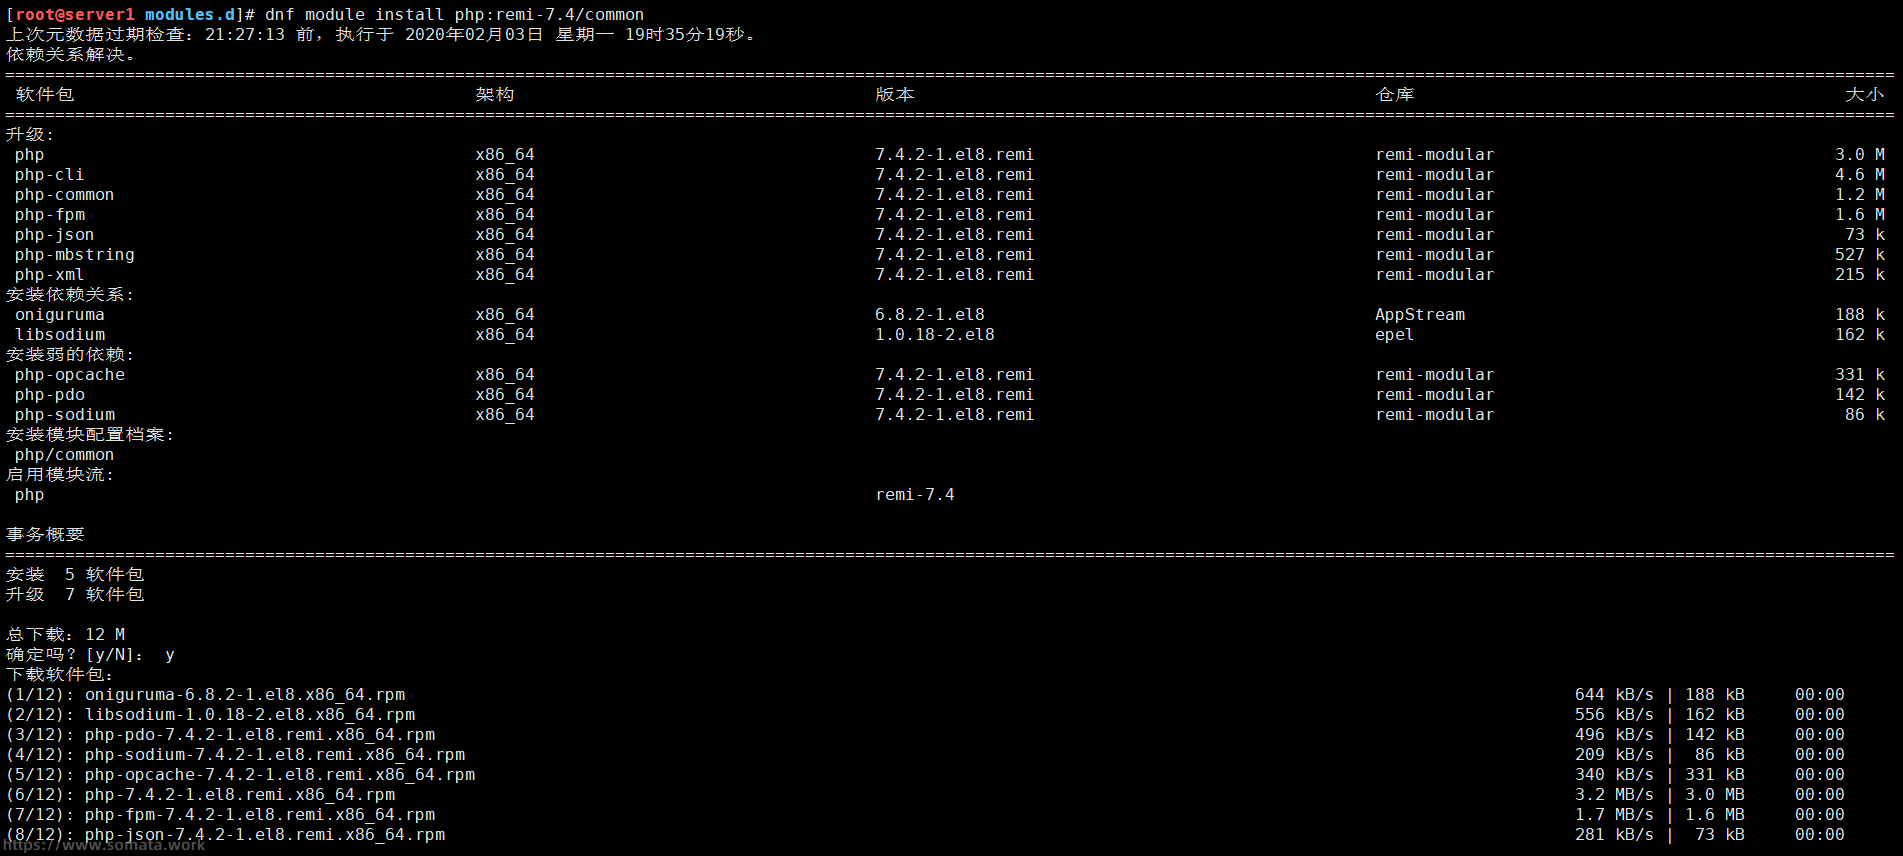 [root@server1 modules.d]# dnf module install php:remi-7.4/common
上次元数据过期检查：21:27:13 前，执行于 2020年02月03日 星期一 19时35分19秒。
依赖关系解决。
================================================================================
软件包 架构 版本 仓库 大小
================================================================================
升级:
php x86_64 7.4.2-1.el8.remi remi-modular 3.0 M
php-cli x86_64 7.4.2-1.el8.remi remi-modular 4.6 M
php-common x86_64 7.4.2-1.el8.remi remi-modular 1.2 M
php-fpm x86_64 7.4.2-1.el8.remi remi-modular 1.6 M
php-json x86_64 7.4.2-1.el8.remi remi-modular 73 k
php-mbstring x86_64 7.4.2-1.el8.remi remi-modular 527 k
php-xml x86_64 7.4.2-1.el8.remi remi-modular 215 k
安装依赖关系:
oniguruma x86_64 6.8.2-1.el8 AppStream 188 k
libsodium x86_64 1.0.18-2.el8 epel 162 k
安装弱的依赖:
php-opcache x86_64 7.4.2-1.el8.remi remi-modular 331 k
php-pdo x86_64 7.4.2-1.el8.remi remi-modular 142 k
php-sodium x86_64 7.4.2-1.el8.remi remi-modular 86 k
安装模块配置档案:
php/common
启用模块流:
php remi-7.4
事务概要
================================================================================
安装 5 软件包
升级 7 软件包
总下载：12 M
确定吗？[y/N]： y
下载软件包：
(1/12): oniguruma-6.8.2-1.el8.x86_64.rpm 644 kB/s | 188 kB 00:00
(2/12): libsodium-1.0.18-2.el8.x86_64.rpm 556 kB/s | 162 kB 00:00
(3/12): php-pdo-7.4.2-1.el8.remi.x86_64.rpm 496 kB/s | 142 kB 00:00
(4/12): php-sodium-7.4.2-1.el8.remi.x86_64.rpm 209 kB/s | 86 kB 00:00
(5/12): php-opcache-7.4.2-1.el8.remi.x86_64.rpm 340 kB/s | 331 kB 00:00
(6/12): php-7.4.2-1.el8.remi.x86_64.rpm 3.2 MB/s | 3.0 MB 00:00
(7/12): php-fpm-7.4.2-1.el8.remi.x86_64.rpm 1.7 MB/s | 1.6 MB 00:00
(8/12): php-json-7.4.2-1.el8.remi.x86_64.rpm 281 kB/s | 73 kB 00:00
https://www.somata.work